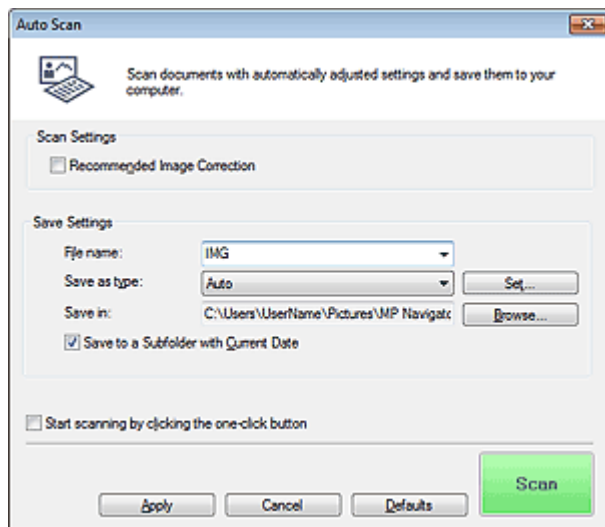 Auto Scan
Scan documents with automatically adjusted settings and save them to your
computer.
Scan Settings
Recommended Image Correction
Save Settings
File name:
IMG
Save as type:
Auto
Set...
Save in:
C:\Users\UserName\Pictures\MP Navigatc
Browse...
Save to a Subfolder with Current Date
Start scanning by clicking the one-click button
Scan
Apply
Cancel
Defaults